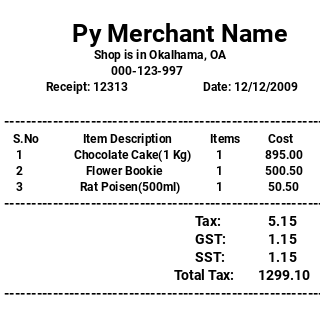 Py Merchant Name
Shop is in Okalhama, OA
000-123-997
Receipt: 12313 Date: 12/12/2009
S.No Item Description Items Cost
1 Chocolate Cake(1 Kg) 1 895.00
2 Flower Bookie 1 500.50
3 Rat Poisen(500ml) 1 50.50
Tax: 5.15
GST: 1.15
SST: 1.15
Total Tax: 1299.10